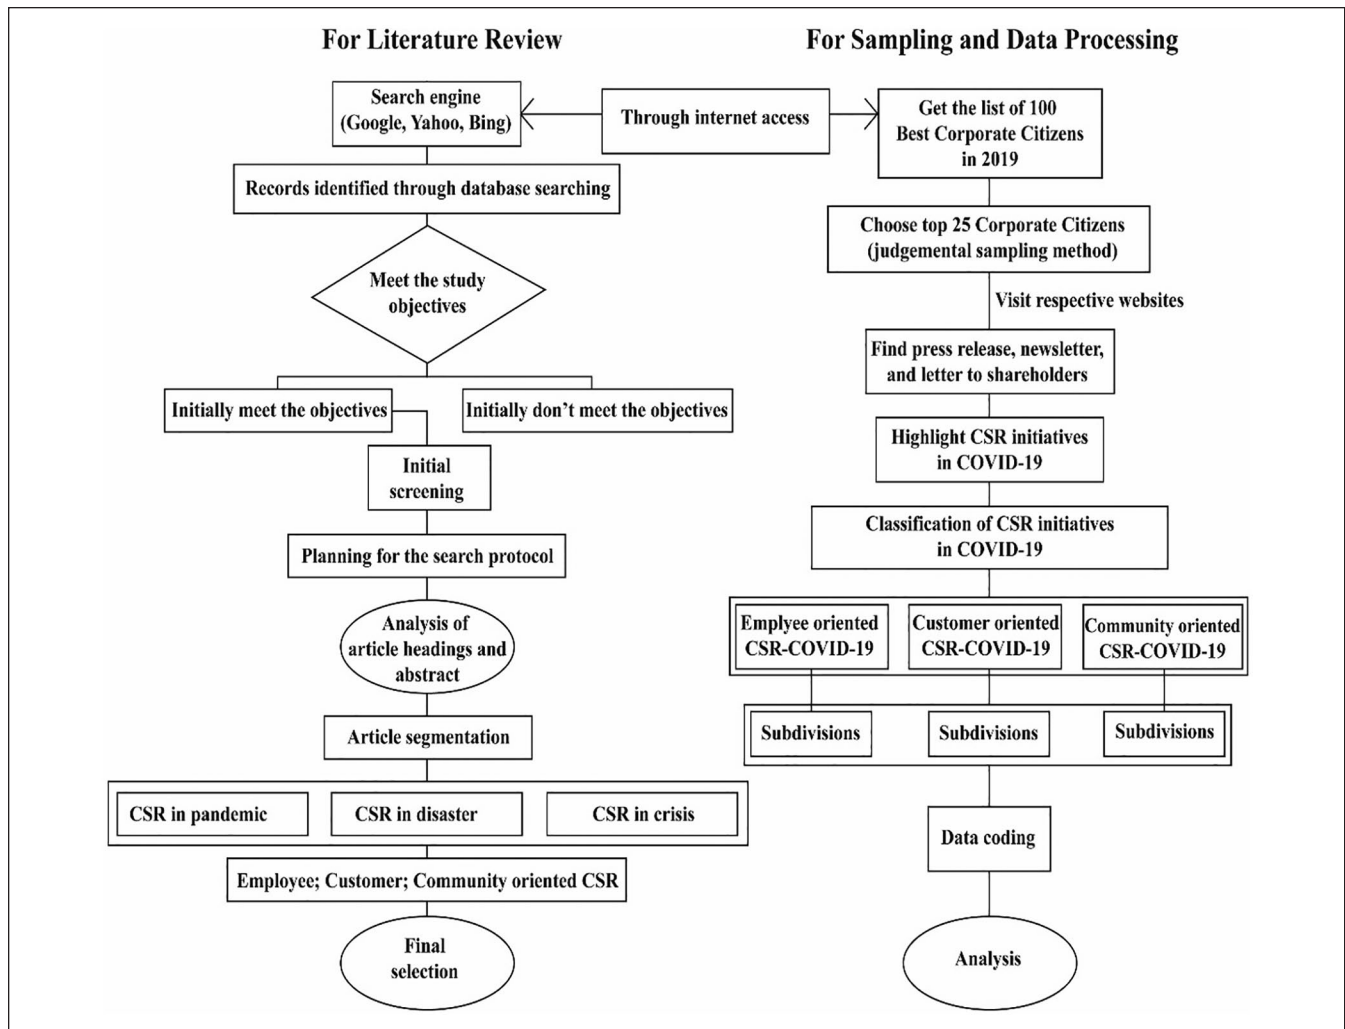 For Literature Review
For Sampling and Data Processing
Search engine
(Google, Yahoo, Bing)
Through internet access
Get the list of 100
Best Corporate Citizens
in 2019
Records identified through database searching
Choose top 25 Corporate Citizens
(judgemental sampling method)
Meet the study
objectives
Visit respective websites
Find press release, newsletter,
and letter to shareholders
Initially meet the objectives
Initially don't meet the objectives
Highlight CSR initiatives
in COVID-19
Initial
screening
Classification of CSR initiatives
in COVID-19
Planning for the search protocol
Analysis of
article headings and
abstract
Emplyee oriented
CSR-COVID-19
Customer oriented
CSR-COVID-19
Community oriented
CSR-COVID-19
Article segmentation
Subdivisions
Subdivisions
Subdivisions
CSR in pandemic
CSR in disaster
CSR in crisis
Data coding
Employee; Customer; Community oriented CSR
Final
selection
Analysis